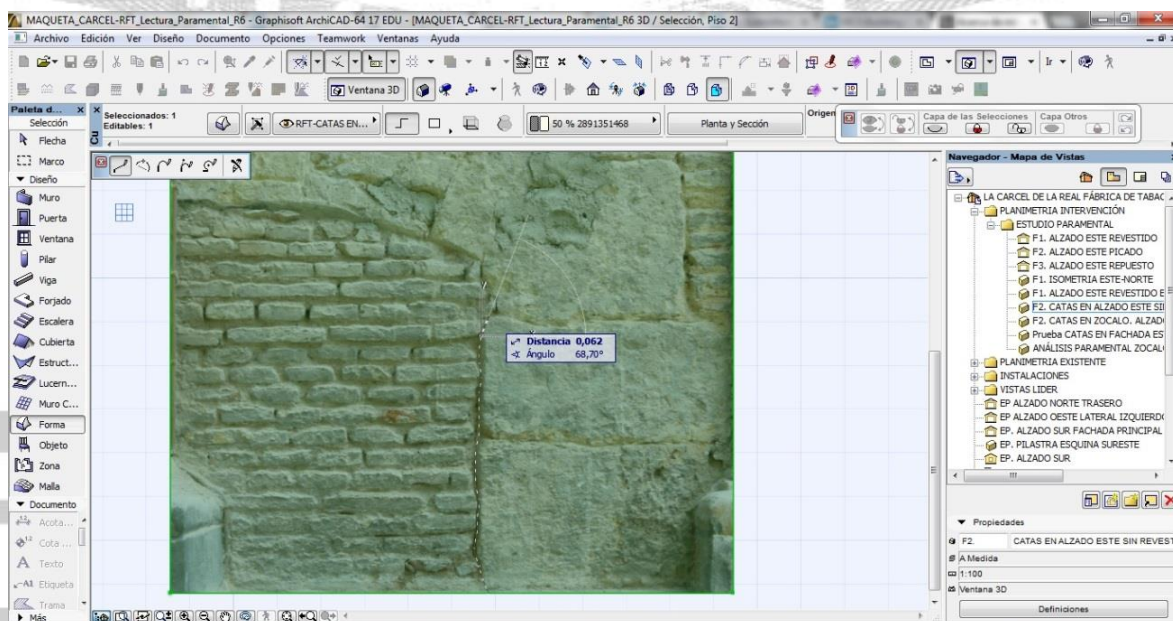 MAQUETA_CARCEL-RFT_Lectura_Paramental_R6 - Graphisoft ArchiCAD-64 17 EDU - [MAQUETA_CARCEL-RFT_Lectura_Paramental_R6 3D / Selección, Piso 2]
Archivo Edición Ver Diseño Documento Opciones Teamwork Ventanas Ayuda
Ventana 3D
Paleta d...
Selección
Flecha
Marco
Diseño
Muro
Puerta
Ventana
Pilar
Viga
Forjado
Escalera
Cubierta
Estruct...
Lucern...
Muro C...
Forma
Objeto
Zona
Malla
Documento
Acota...
Cota ...
Texto
Etiqueta
Trama
Más
Seleccionados: 1
Editables: 1
RFT-CATAS EN...
50 % 2891351468
Planta y Sección
Origen
Capa de las Selecciones
Capa Otros
Distancia 0,062
Ángulo 68,70°
Navegador - Mapa de Vistas
LA CARCEL DE LA REAL FÁBRICA DE TABAC
PLANIMETRIA INTERVENCIÓN
ESTUDIO PARAMENTAL
F1. ALZADO ESTE REVESTIDO
F2. ALZADO ESTE PICADO
F3. ALZADO ESTE REPUESTO
F1. ISOMETRIA ESTE-NORTE
F1. ALZADO ESTE REVESTIDO E
F2. CATAS EN ALZADO ESTE SI
F2. CATAS EN ZOCALO. ALZAD
Prueba CATAS EN FACHADA ES
ANÁLISIS PARAMENTAL ZOCAL
PLANIMETRIA EXISTENTE
INSTALACIONES
VISTAS LIDER
EP ALZADO NORTE TRASERO
EP ALZADO OESTE LATERAL IZQUIERD
EP. ALZADO SUR FACHADA PRINCIPAL
EP. PILASTRA ESQUINA SURESTE
EP. ALZADO SUR
Propiedades
F2. CATAS EN ALZADO ESTE SIN REVEST
A Medida
1:100
Ventana 3D
Definiciones